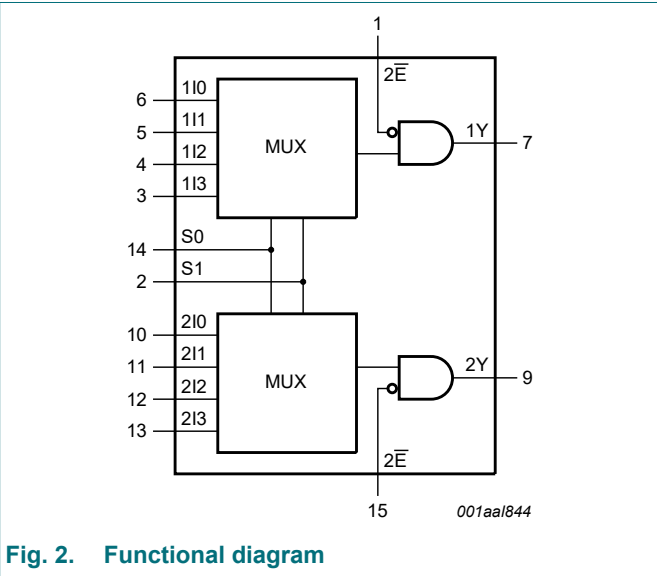 1
2E̅
6 1I0
5 1I1
4 1I2
3 1I3
MUX
1Y 7
14 S0
2 S1
10 2I0
11 2I1
12 2I2
13 2I3
MUX
2Y 9
2E̅
15
001aal844
Fig. 2. Functional diagram